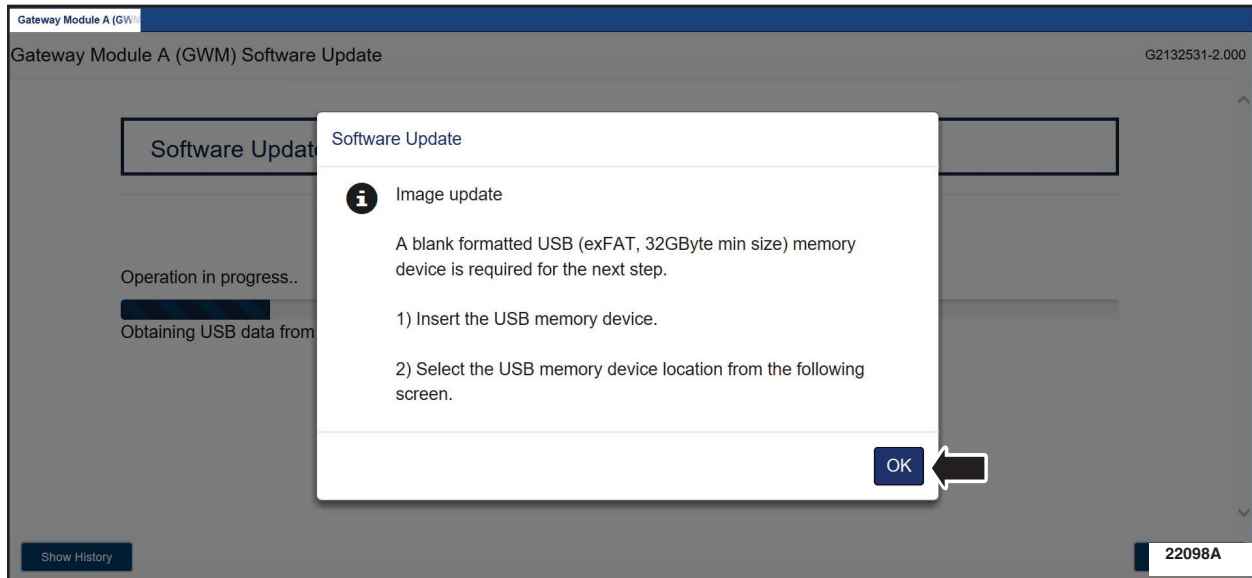 Gateway Module A (GWM
Gateway Module A (GWM) Software Update
G2132531-2.000
Software Updat
Software Update
Image update
A blank formatted USB (exFAT, 32GByte min size) memory
device is required for the next step.
1) Insert the USB memory device.
2) Select the USB memory device location from the following
screen.
Operation in progress..
Obtaining USB data from
OK
Show History
22098A